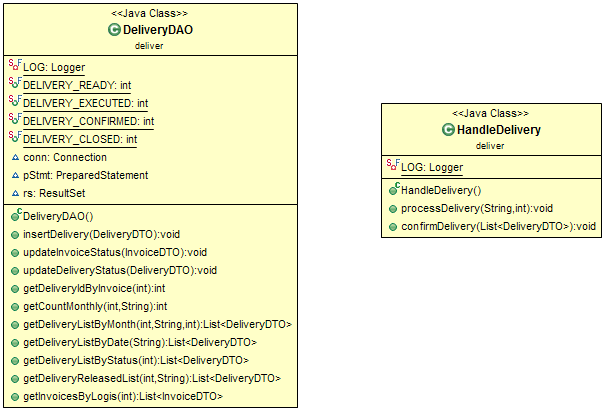 <<Java Class>>
DeliveryDAO
deliver
LOG: Logger
DELIVERY_READY: int
DELIVERY_EXECUTED: int
DELIVERY_CONFIRMED: int
DELIVERY_CLOSED: int
conn: Connection
pStmt: PreparedStatement
rs: ResultSet
DeliveryDAO()
insertDelivery(DeliveryDTO):void
updateInvoiceStatus(InvoiceDTO):void
updateDeliveryStatus(DeliveryDTO):void
getDeliveryIdByInvoice(int):int
getCountMonthly(int,String):int
getDeliveryListByMonth(int,String,int):List<DeliveryDTO>
getDeliveryListByDate(String):List<DeliveryDTO>
getDeliveryListByStatus(int):List<DeliveryDTO>
getDeliveryReleasedList(int,String):List<DeliveryDTO>
getInvoicesByLogis(int):List<InvoiceDTO>
<<Java Class>>
HandleDelivery
deliver
LOG: Logger
HandleDelivery()
processDelivery(String,int):void
confirmDelivery(List<DeliveryDTO>):void